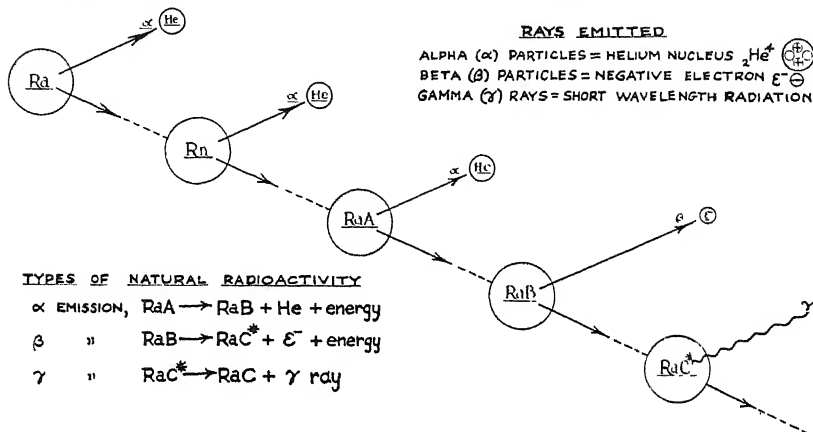 RAYS EMITTED
ALPHA (α) PARTICLES = HELIUM NUCLEUS ₂He⁴
BETA (β) PARTICLES = NEGATIVE ELECTRON ε⁻ ⊖
GAMMA (γ) RAYS = SHORT WAVELENGTH RADIATION
Ra
α
He
Rn
α
He
RaA
α
He
RaB
β
ε
RaC*
γ
TYPES OF NATURAL RADIOACTIVITY
α EMISSION, RaA → RaB + He + energy
β " RaB → RaC* + ε⁻ + energy
γ " RaC* → RaC + γ ray